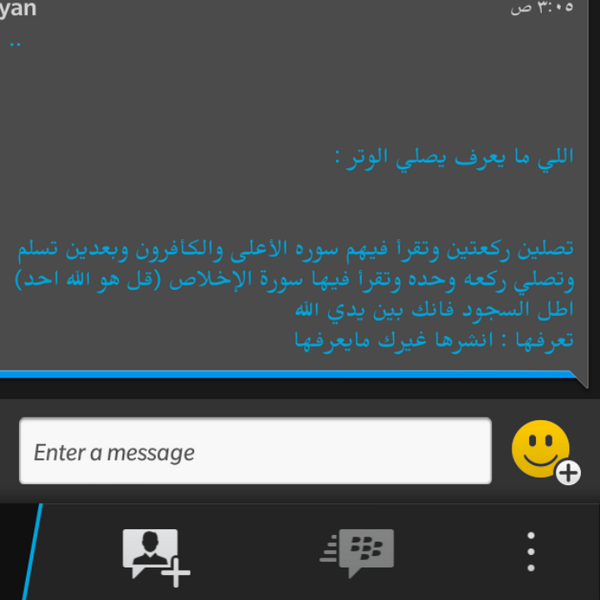 yan
٣:٠٥ ص
..
اللي ما يعرف يصلي الوتر :
تصلين ركعتين وتقرأ فيهم سوره الأعلى والكافرون وبعدين تسلم
وتصلي ركعه وحده وتقرأ فيها سورة الإخلاص (قل هو الله احد)
اطل السجود فانك بين يدي الله
تعرفها : انشرها غيرك مايعرفها
Enter a message